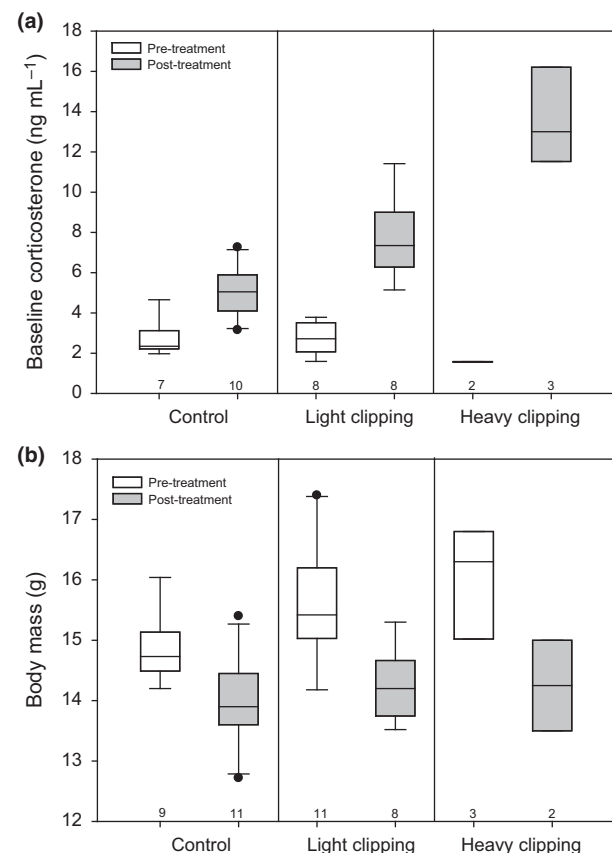 (a)
18
16
14
12
10
8
6
4
2
0
Baseline corticosterone (ng mL⁻¹)
Pre-treatment
Post-treatment
7 10 8 8 2 3
Control Light clipping Heavy clipping
(b)
18
17
16
15
14
13
12
Body mass (g)
Pre-treatment
Post-treatment
9 11 11 8 3 2
Control Light clipping Heavy clipping